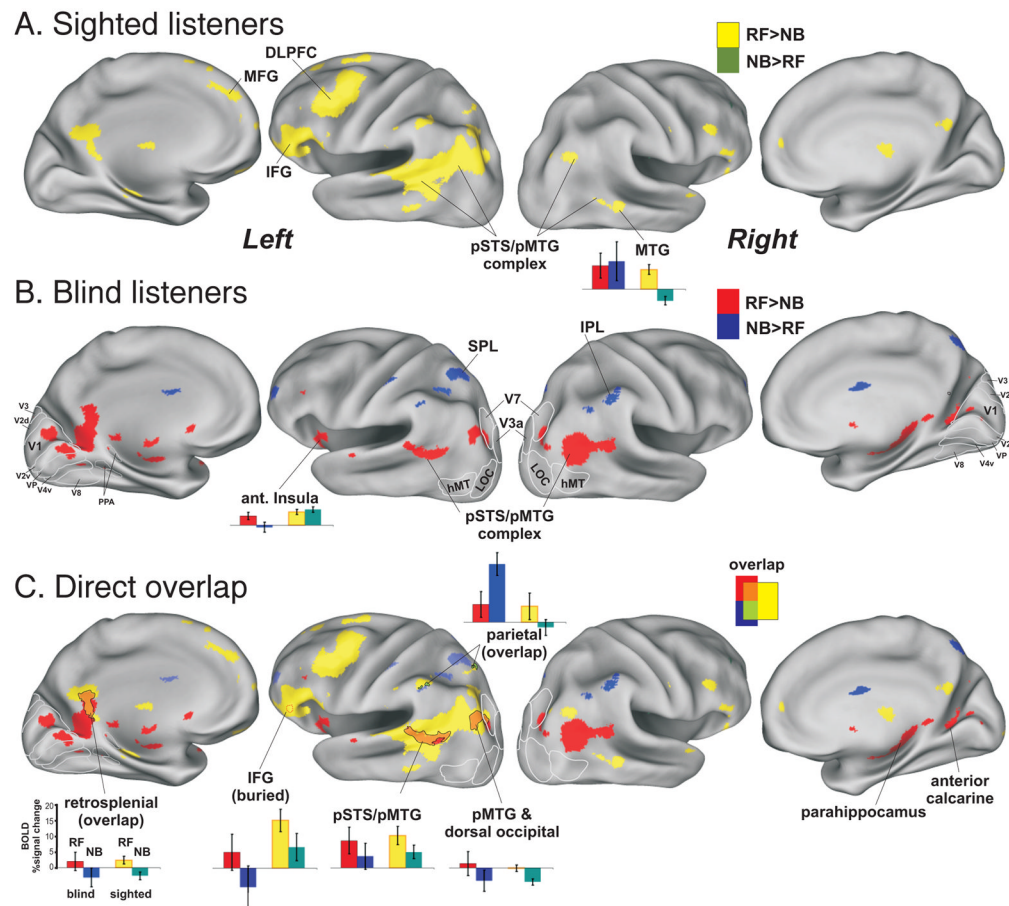 A. Sighted listeners
RF>NB
NB>RF
DLPFC
MFG
IFG
Left
pSTS/pMTG
complex
Right
MTG
B. Blind listeners
RF>NB
NB>RF
SPL
IPL
V3
V2d
V1
V2v
VP
V4v
V8
PPA
V7
V3a
LOC
hMT
LOC
hMT
V3
V2
V1
V2
VP
V4v
V8
ant. Insula
pSTS/pMTG
complex
C. Direct overlap
overlap
parietal
(overlap)
retrosplenial
(overlap)
IFG
(buried)
pSTS/pMTG
pMTG &
dorsal occipital
parahippocamus
anterior
calcarine
BOLD
%signal change
20
15
10
5
0
RF
NB
RF
NB
blind
sighted